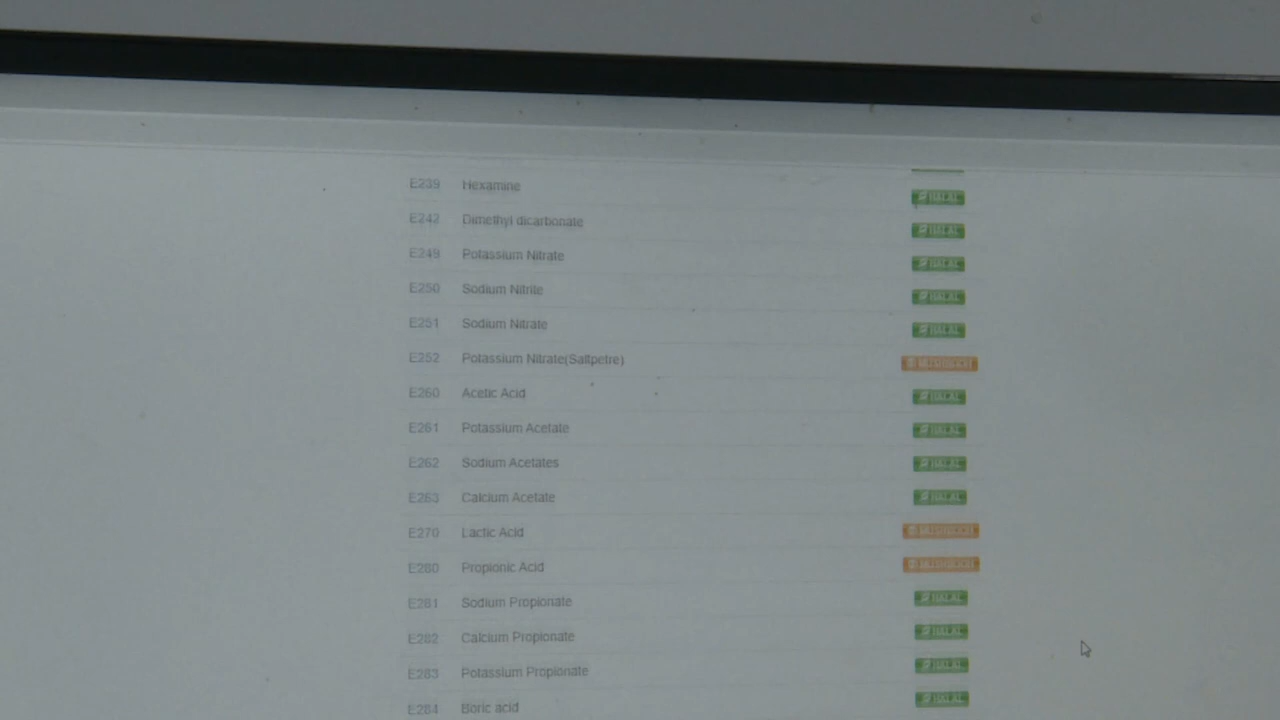 E239 Hexamine HALAL
E242 Dimethyl dicarbonate HALAL
E249 Potassium Nitrate HALAL
E250 Sodium Nitrite HALAL
E251 Sodium Nitrate HALAL
E252 Potassium Nitrate(Saltpetre) MUSHBOOH
E260 Acetic Acid HALAL
E261 Potassium Acetate HALAL
E262 Sodium Acetates HALAL
E263 Calcium Acetate HALAL
E270 Lactic Acid MUSHBOOH
E280 Propionic Acid MUSHBOOH
E281 Sodium Propionate HALAL
E282 Calcium Propionate HALAL
E283 Potassium Propionate HALAL
E284 Boric acid HALAL